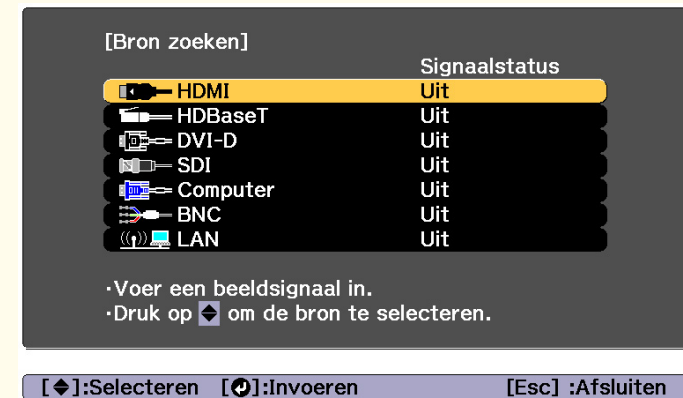 [Bron zoeken]
Signaalstatus
HDMI Uit
HDBaseT Uit
DVI-D Uit
SDI Uit
Computer Uit
BNC Uit
LAN Uit
·Voer een beeldsignaal in.
·Druk op om de bron te selecteren.
[◆]:Selecteren [⏎]:Invoeren [Esc] :Afsluiten